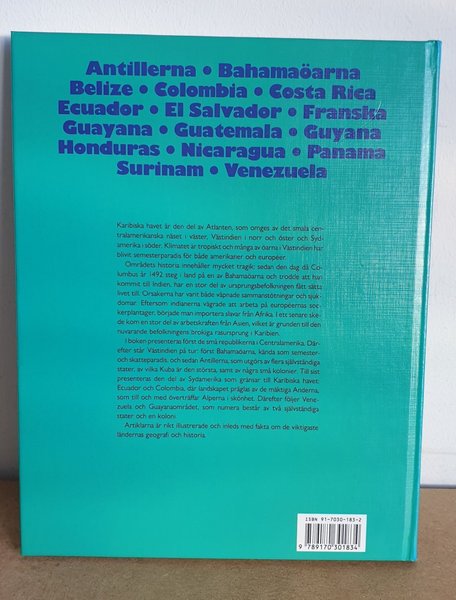 Antillerna • Bahamaöarna
Belize • Colombia • Costa Rica
Ecuador • El Salvador • Franska
Guayana • Guatemala • Guyana
Honduras • Nicaragua • Panama
Surinam • Venezuela
Karibiska havet är den del av Atlanten, som omges av det smala cen-
tralamerikanska näset i väster, Västindien i norr och öster och Syd-
amerika i söder. Klimatet är tropiskt och många av öarna i Västindien har
blivit semesterparadis för både amerikaner och européer.
Områdets historia innehåller mycket tragik; sedan den dag då Co-
lumbus år 1492 steg i land på en av Bahamaöarna och trodde att han
kommit till Indien, har en stor del av ursprungsbefolkningen fått sätta
livet till. Orsakerna har varit både väpnade sammanstötningar och sjuk-
domar. Eftersom indianerna vägrade att arbeta på européernas soc-
kerplantager, började man importera slavar från Afrika. I ett senare ske-
de kom en stor del av arbetskraften från Asien, vilket är grunden till den
nuvarande befolkningens brokiga rasursprung i Karibien.
I boken presenteras först de små republikerna i Centralamerika. Där-
efter står Västindien på tur: först Bahamaöarna, kända som semester-
och skatteparadis, och sedan Antillerna, som utgörs av flera självständiga
stater, av vilka Kuba är den största, samt av några små kolonier. Till sist
presenteras den del av Sydamerika som gränsar till Karibiska havet:
Ecuador och Colombia, där landskapet präglas av de mäktiga Anderna,
som till och med överträffar Alperna i skönhet. Därefter följer Vene-
zuela och Guayanaområdet, som numera består av två självständiga
stater och en koloni.
Artiklarna är rikt illustrerade och inleds med fakta om de viktigaste
ländernas geografi och historia.
ISBN 91-7030-183-2
9 789170 301834